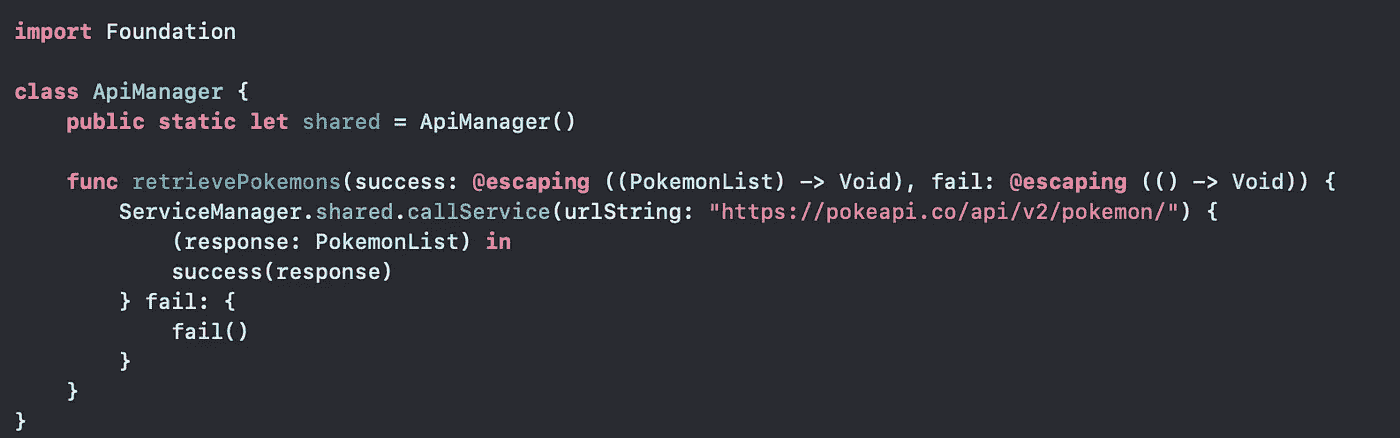 import Foundation
class ApiManager {
public static let shared = ApiManager()
func retrievePokemons(success: @escaping ((PokemonList) -> Void), fail: @escaping (() -> Void)) {
ServiceManager.shared.callService(urlString: "https://pokeapi.co/api/v2/pokemon/") {
(response: PokemonList) in
success(response)
} fail: {
fail()
}
}
}